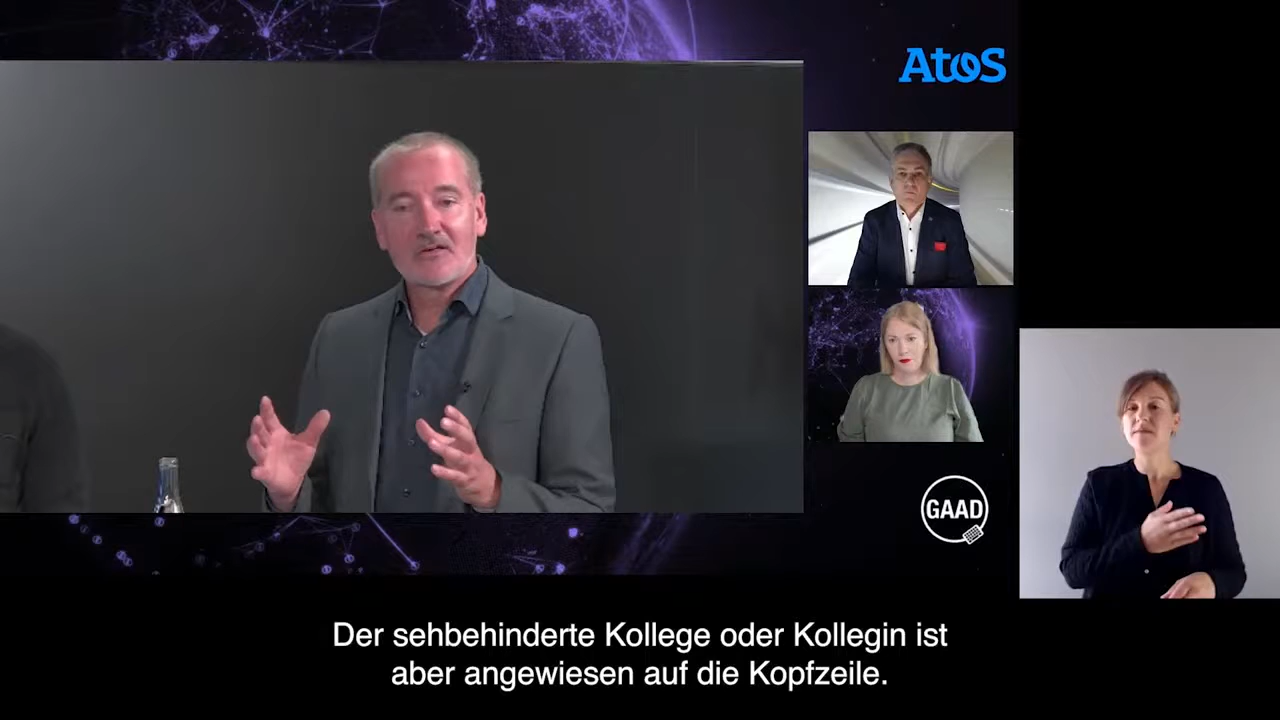 Atos
GAAD
Der sehbehinderte Kollege oder Kollegin ist
aber angewiesen auf die Kopfzeile.